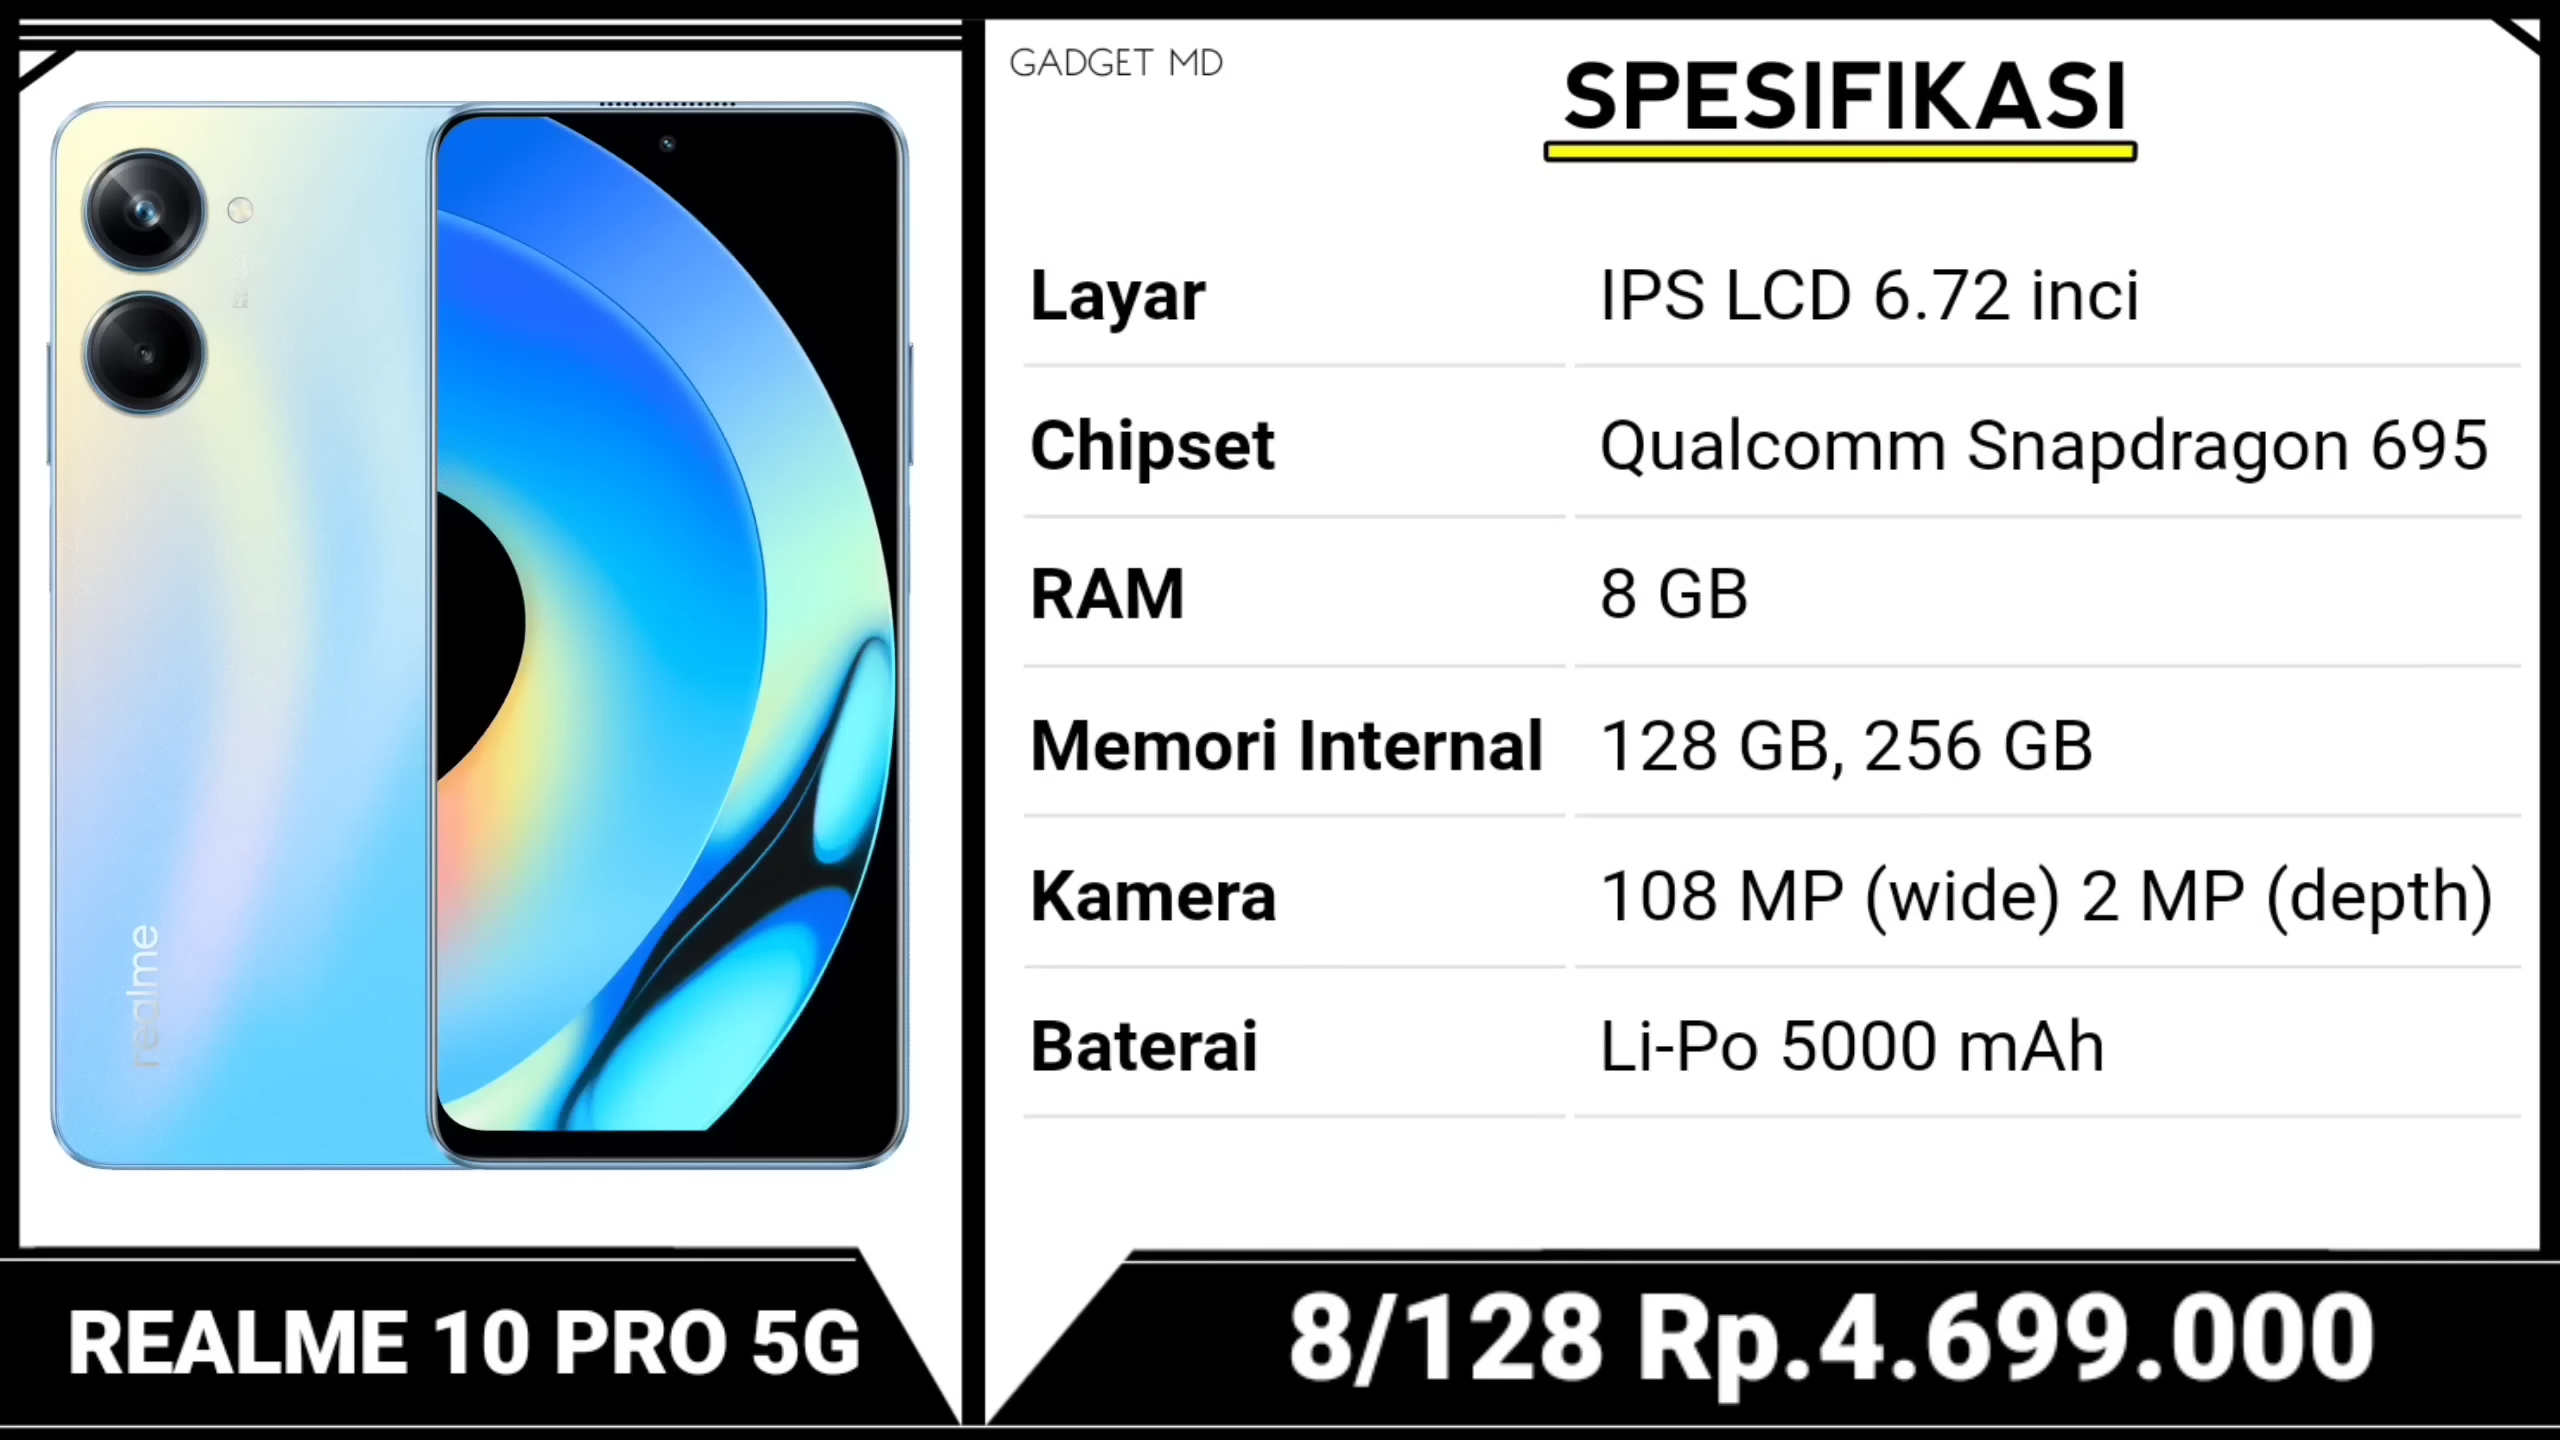 realme
REALME 10 PRO 5G
GADGET MD
SPESIFIKASI
Layar IPS LCD 6.72 inci
Chipset Qualcomm Snapdragon 695
RAM 8 GB
Memori Internal 128 GB, 256 GB
Kamera 108 MP (wide) 2 MP (depth)
Baterai Li-Po 5000 mAh
8/128 Rp.4.699.000